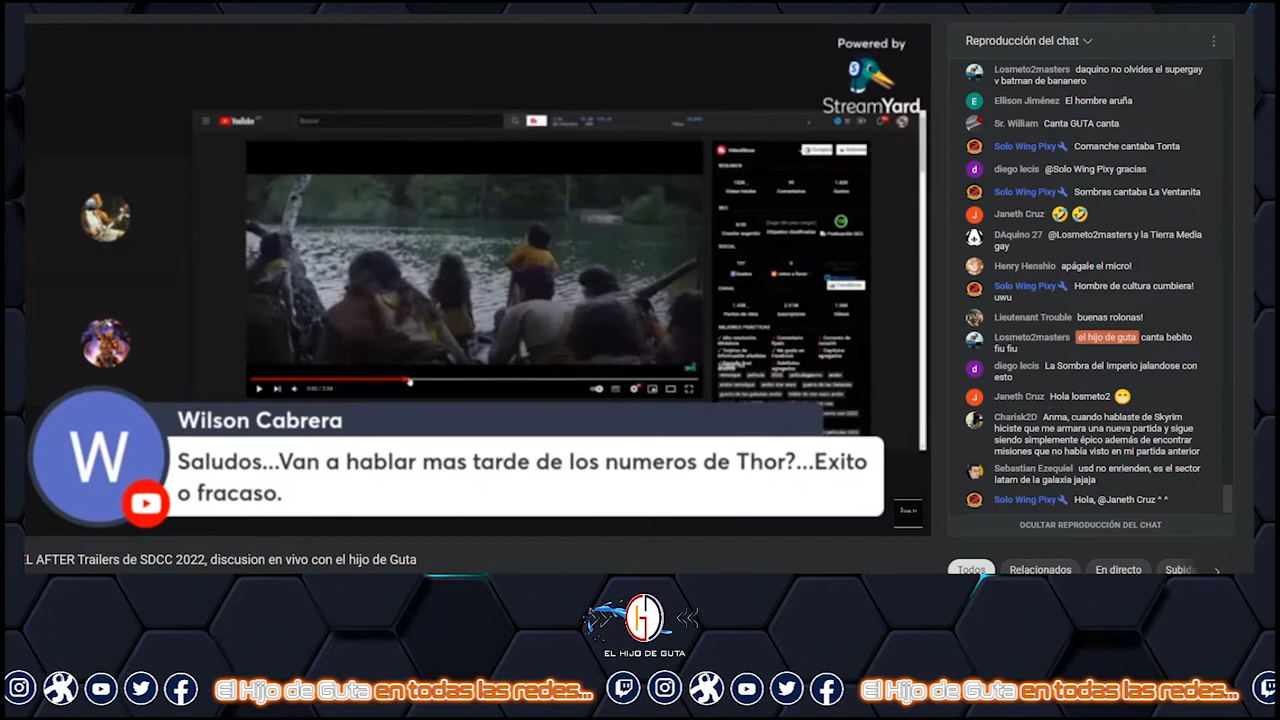 Powered by
StreamYard
YouTube
Buscar
Wilson Cabrera
Saludos...Van a hablar mas tarde de los numeros de Thor?...Exito
o fracaso.
EL AFTER Trailers de SDCC 2022, discusion en vivo con el hijo de Guta
Reproducción del chat
Losmeto2masters daquino no olvides el supergay
v batman de bananero
Ellison Jiménez El hombre aruña
Sr. William Canta GUTA canta
Solo Wing Pixy Comanche cantaba Tonta
diego lecis @Solo Wing Pixy gracias
Solo Wing Pixy Sombras cantaba La Ventanita
Janeth Cruz 🤣 🤣
DAquino 27 @Losmeto2masters y la Tierra Media
gay
Henry Henshio apágale el micro!
Solo Wing Pixy Hombre de cultura cumbiera!
uwu
Lieutenant Trouble buenas rolonas!
Losmeto2masters el hijo de guta canta bebito
fiu fiu
diego lecis La Sombra del Imperio jalandose con
esto
Janeth Cruz Hola losmeto2 😁
Charisk2D Anma, cuando hablaste de Skyrim
hiciste que me armara una nueva partida y sigue
siendo simplemente épico además de encontrar
misiones que no había visto en mi partida anterior
Sebastian Ezequiel usd no enrienden, es el sector
latam de la galaxia jajaja
Solo Wing Pixy Hola, @Janeth Cruz ^ ^
OCULTAR REPRODUCCIÓN DEL CHAT
Todos Relacionados En directo Subid
EL HIJO DE GUTA
El Hijo de Guta en todas las redes... El Hijo de Guta en todas las redes...